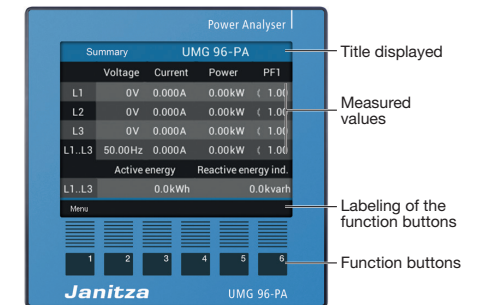 Power Analyser
Summary UMG 96-PA
Title displayed
Voltage Current Power PF1
L1 0V 0.000A 0.00kW ( 1.00
Measured
values
L2 0V 0.000A 0.00kW ( 1.00
L3 0V 0.000A 0.00kW ( 1.00
L1..L3 50.00Hz 0.000A 0.00kW ( 1.00
Active energy Reactive energy ind.
L1..L3 0.0kWh 0.0kvarh
Menu
Labeling of the
function buttons
1 2 3 4 5 6
Function buttons
Janitza UMG 96-PA